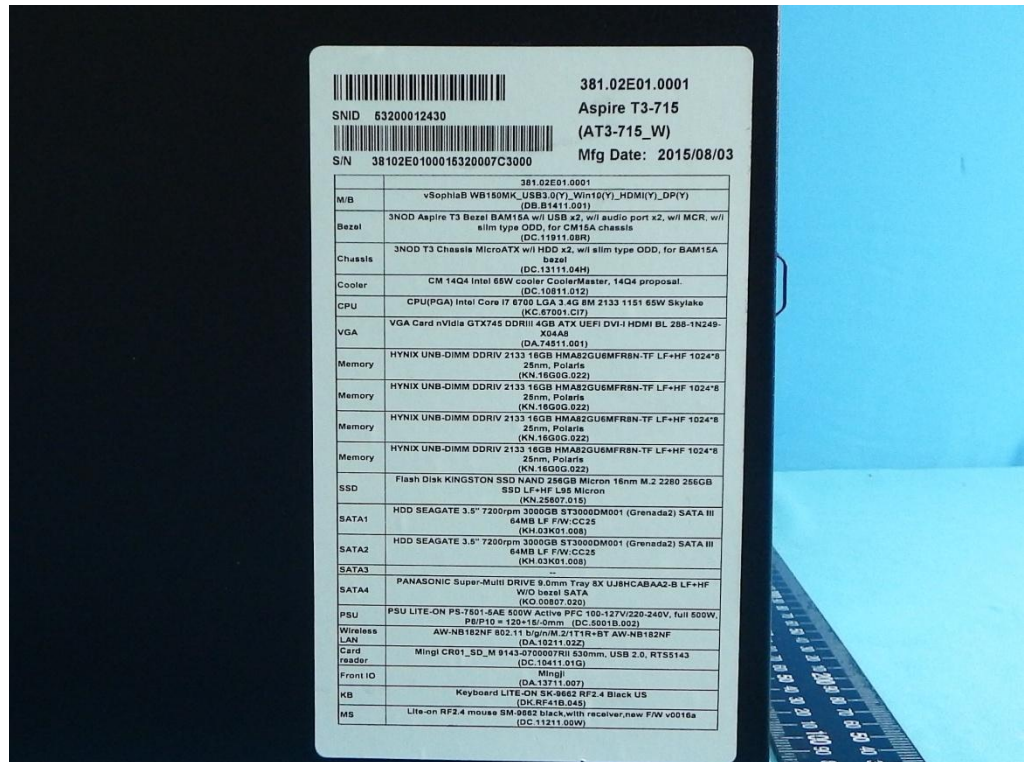 381.02E01.0001
SNID 53200012430
Aspire T3-715
(AT3-715_W)
S/N 38102E0100015320007C3000
Mfg Date: 2015/08/03
381.02E01.0001
M/B
vSophiaB WB150MK_USB3.0(Y)_Win10(Y)_HDMI(Y)_DP(Y)
(DB.B1411.001)
Bezel
3NOD Aspire T3 Bezel BAM15A w/i USB x2, w/i audio port x2, w/i MCR, w/i
slim type ODD, for CM15A chassis
(DC.11911.08R)
Chassis
3NOD T3 Chassis MicroATX w/i HDD x2, w/i slim type ODD, for BAM15A
bezel
(DC.13111.04H)
Cooler
CM 14Q4 Intel 65W cooler CoolerMaster, 14Q4 proposal.
(DC.10811.012)
CPU
CPU(PGA) Intel Core I7 6700 LGA 3.4G 8M 2133 1151 65W Skylake
(KC.67001.CI7)
VGA
VGA Card nVidia GTX745 DDRIII 4GB ATX UEFI DVI-I HDMI BL 288-1N249-
X04A8
(DA.74511.001)
Memory
HYNIX UNB-DIMM DDRIV 2133 16GB HMA82GU6MFR8N-TF LF+HF 1024*8
25nm, Polaris
(KN.16G0G.022)
Memory
HYNIX UNB-DIMM DDRIV 2133 16GB HMA82GU6MFR8N-TF LF+HF 1024*8
25nm, Polaris
(KN.16G0G.022)
Memory
HYNIX UNB-DIMM DDRIV 2133 16GB HMA82GU6MFR8N-TF LF+HF 1024*8
25nm, Polaris
(KN.16G0G.022)
Memory
HYNIX UNB-DIMM DDRIV 2133 16GB HMA82GU6MFR8N-TF LF+HF 1024*8
25nm, Polaris
(KN.16G0G.022)
SSD
Flash Disk KINGSTON SSD NAND 256GB Micron 16nm M.2 2280 256GB
SSD LF+HF L95 Micron
(KN.25607.015)
SATA1
HDD SEAGATE 3.5" 7200rpm 3000GB ST3000DM001 (Grenada2) SATA III
64MB LF F/W:CC25
(KH.03K01.008)
SATA2
HDD SEAGATE 3.5" 7200rpm 3000GB ST3000DM001 (Grenada2) SATA III
64MB LF F/W:CC25
(KH.03K01.008)
SATA3
--
SATA4
PANASONIC Super-Multi DRIVE 9.0mm Tray 8X UJ8HCABAA2-B LF+HF
W/O bezel SATA
(KO.00807.020)
PSU
PSU LITE-ON PS-7501-5AE 500W Active PFC 100-127V/220-240V, full 500W,
P8/P10 = 120+15/-0mm (DC.5001B.002)
Wireless
LAN
AW-NB182NF 802.11 b/g/n/M.2/1T1R+BT AW-NB182NF
(DA.10211.02Z)
Card
reader
Mingi CR01_SD_M 9143-0700007RII 530mm, USB 2.0, RTS5143
(DC.10411.01G)
Front IO
Mingji
(DA.13711.007)
KB
Keyboard LITE-ON SK-9662 RF2.4 Black US
(DK.RF41B.045)
MS
Lite-on RF2.4 mouse SM-9662 black,with receiver,new F/W v0016a
(DC.11211.00W)